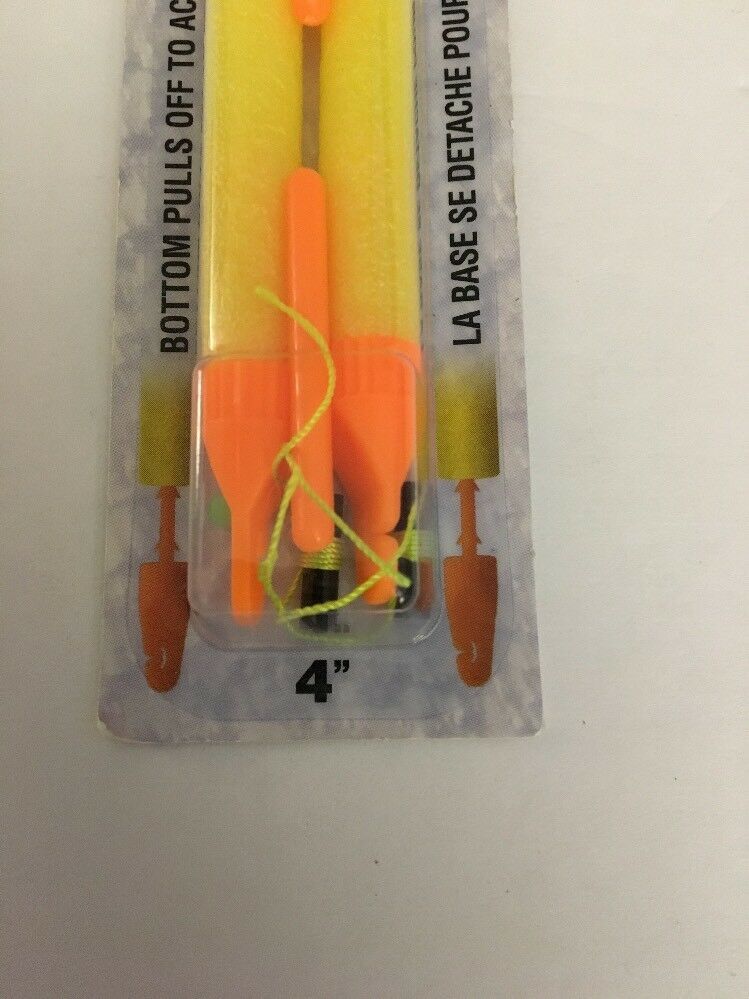 BOTTOM PULLS OFF TO AC
LA BASE SE DETACHE POUR
4”